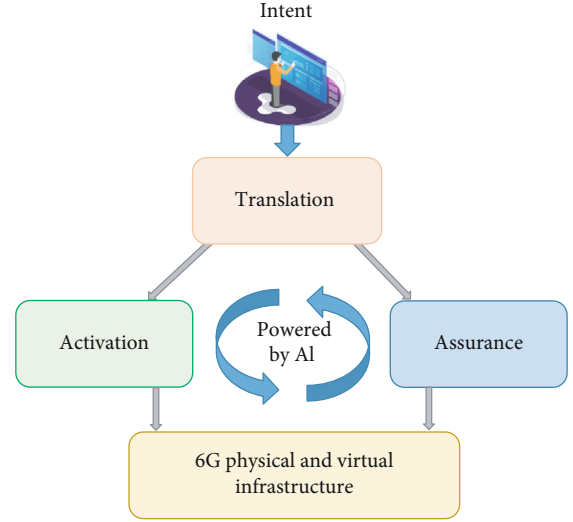 Intent
Translation
Activation
Powered
by AI
Assurance
6G physical and virtual
infrastructure